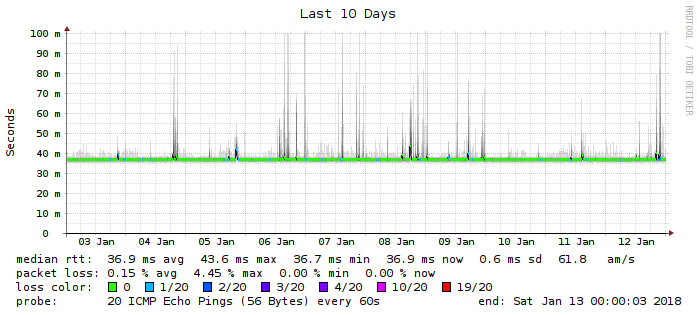 Last 10 Days
RRDTOOL / TOBI OETIKER
Seconds
100 m
90 m
80 m
70 m
60 m
50 m
40 m
30 m
20 m
10 m
0
03 Jan 04 Jan 05 Jan 06 Jan 07 Jan 08 Jan 09 Jan 10 Jan 11 Jan 12 Jan
median rtt: 36.9 ms avg 43.6 ms max 36.7 ms min 36.9 ms now 0.6 ms sd 61.8 am/s
packet loss: 0.15 % avg 4.45 % max 0.00 % min 0.00 % now
loss color: 0 1/20 2/20 3/20 4/20 10/20 19/20
probe: 20 ICMP Echo Pings (56 Bytes) every 60s end: Sat Jan 13 00:00:03 2018